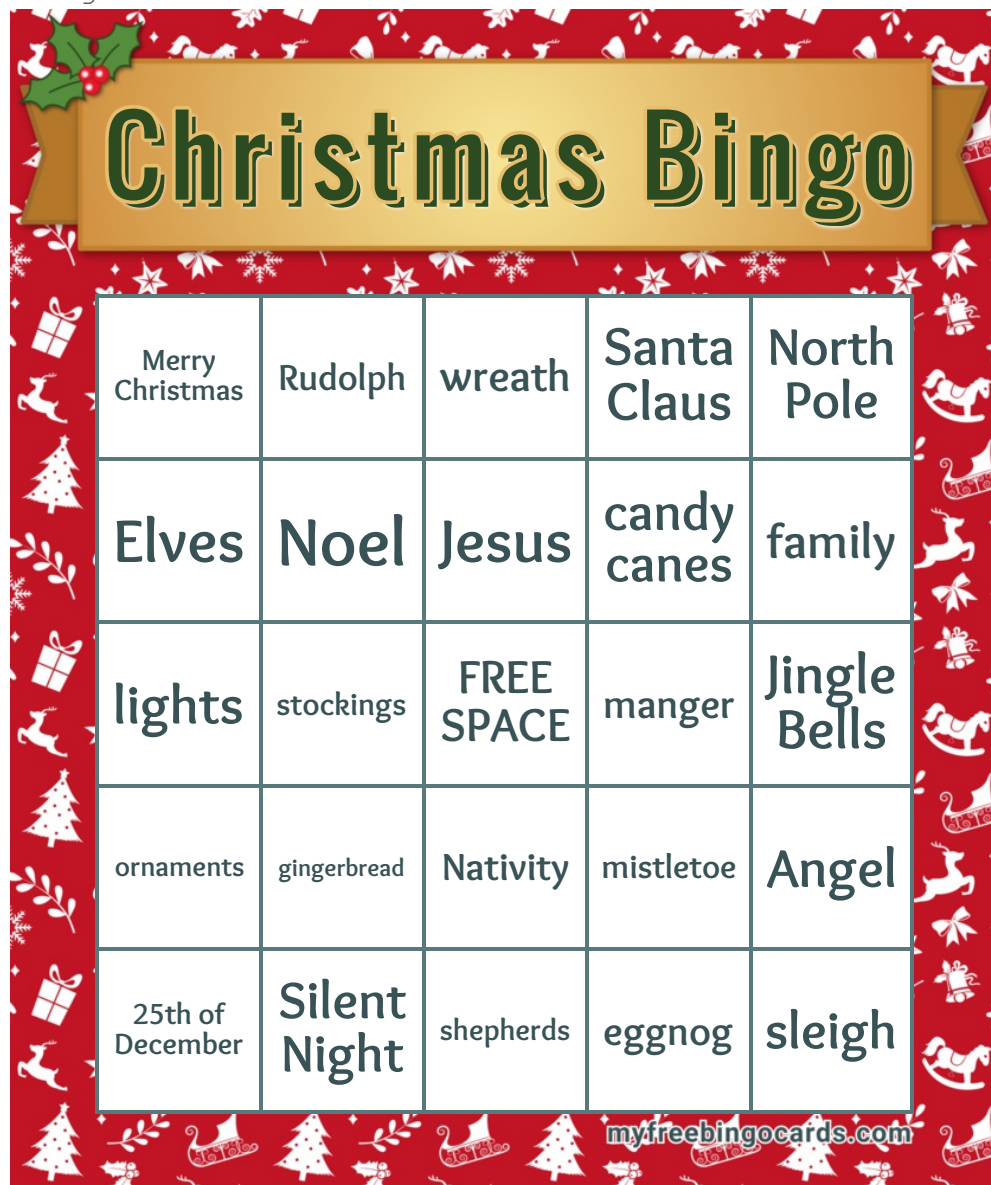 Christmas Bingo
Merry
Christmas
Rudolph
wreath
Santa
Claus
North
Pole
Elves
Noel
Jesus
candy
canes
family
lights
stockings
FREE
SPACE
manger
Jingle
Bells
ornaments
gingerbread
Nativity
mistletoe
Angel
25th of
December
Silent
Night
shepherds
eggnog
sleigh
myfreebingocards.com